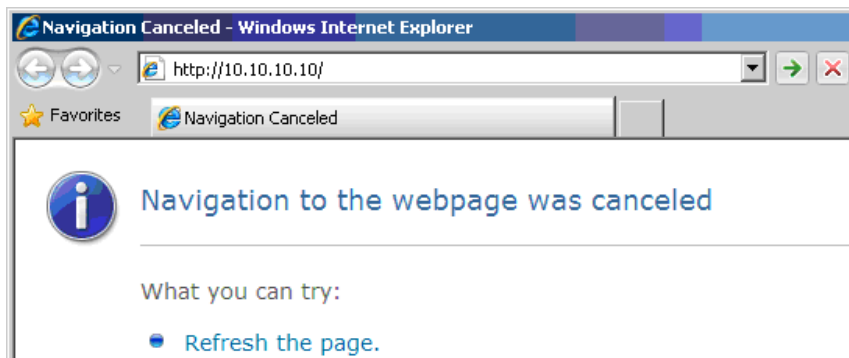 Navigation Canceled - Windows Internet Explorer
http://10.10.10.10/
Favorites
Navigation Canceled
Navigation to the webpage was canceled
What you can try:
Refresh the page.